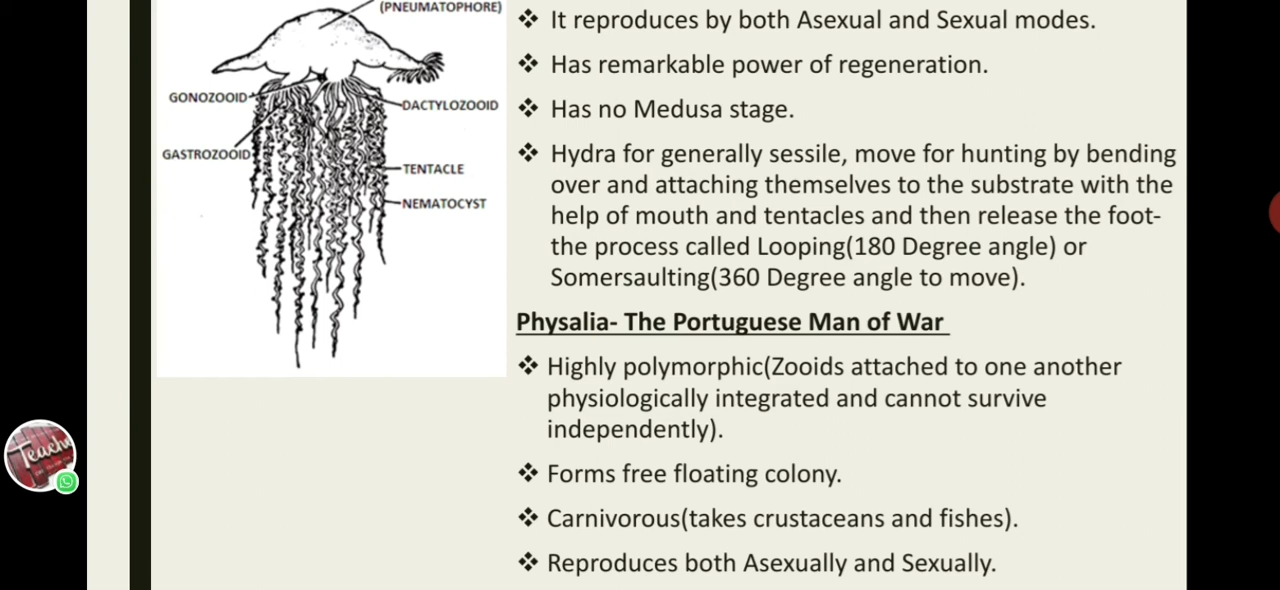 (PNEUMATOPHORE)
GONOZOOID
DACTYLOZOOID
GASTROZOOID
TENTACLE
NEMATOCYST
❖ It reproduces by both Asexual and Sexual modes.
❖ Has remarkable power of regeneration.
❖ Has no Medusa stage.
❖ Hydra for generally sessile, move for hunting by bending
over and attaching themselves to the substrate with the
help of mouth and tentacles and then release the foot-
the process called Looping(180 Degree angle) or
Somersaulting(360 Degree angle to move).
Physalia- The Portuguese Man of War
❖ Highly polymorphic(Zooids attached to one another
physiologically integrated and cannot survive
independently).
❖ Forms free floating colony.
❖ Carnivorous(takes crustaceans and fishes).
❖ Reproduces both Asexually and Sexually.